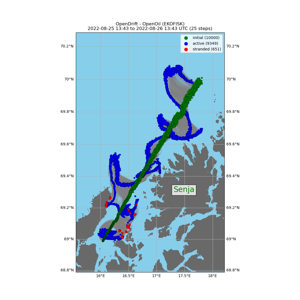 OpenDrift - OpenOil (EKOFISK)
2022-08-25 13:43 to 2022-08-26 13:43 UTC (25 steps)
initial (10000)
active (9349)
stranded (651)
70.2°N
70.2°N
70°N
70°N
69.8°N
69.8°N
69.6°N
69.6°N
69.4°N
69.4°N
Senja
69.2°N
69.2°N
69°N
69°N
68.8°N
68.8°N
16°E
16.5°E
17°E
17.5°E
18°E